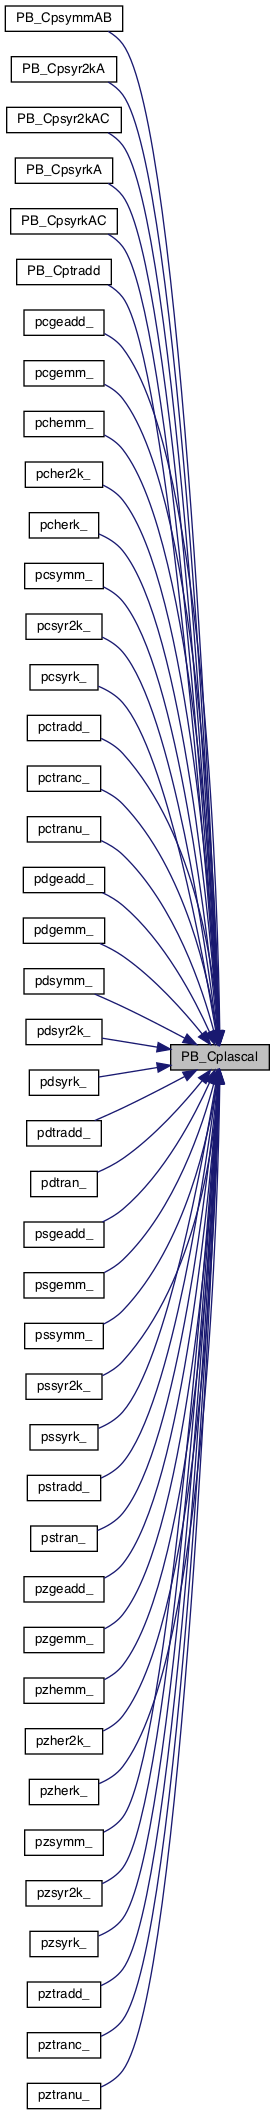 PB_CpsymmAB
PB_Cpsyr2kA
PB_Cpsyr2kAC
PB_CpsyrkA
PB_CpsyrkAC
PB_Cptradd
pcgeadd_
pcgemm_
pchemm_
pcher2k_
pcherk_
pcsymm_
pcsyr2k_
pcsyrk_
pctradd_
pctranc_
pctranu_
pdgeadd_
pdgemm_
pdsymm_
pdsyr2k_
PB_Cplascal
pdsyrk_
pdtradd_
pdtran_
psgeadd_
psgemm_
pssymm_
pssyr2k_
pssyrk_
pstradd_
pstran_
pzgeadd_
pzgemm_
pzhemm_
pzher2k_
pzherk_
pzsymm_
pzsyr2k_
pzsyrk_
pztradd_
pztranc_
pztranu_